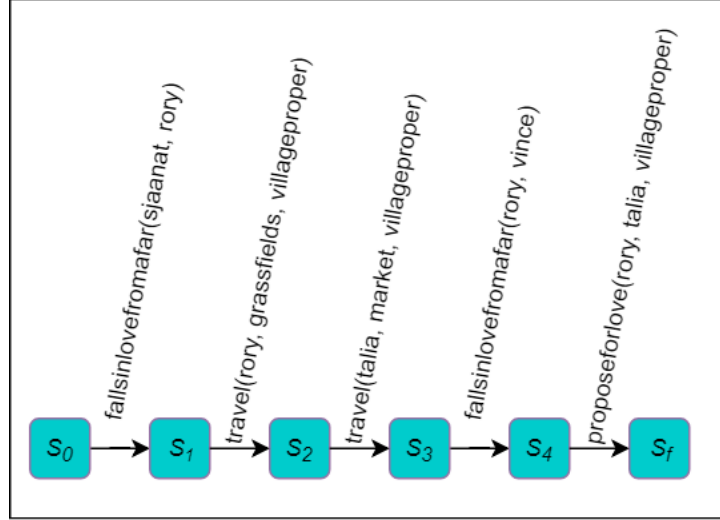 fallsinlovefromafar(sjaanat, rory)
travel(rory, grassfields, villageproper)
travel(talia, market, villageproper)
fallsinlovefromafar(rory, vince)
proposeforlove(rory, talia, villageproper)
S0
S1
S2
S3
S4
Sf